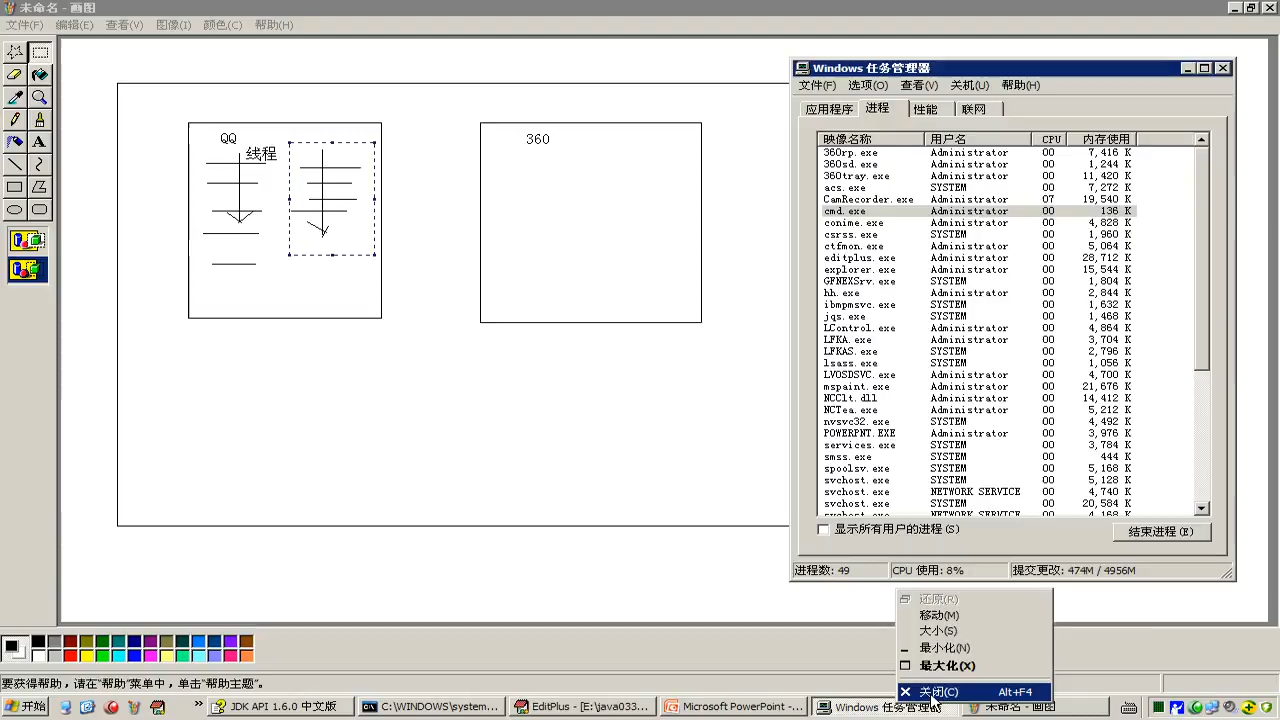 未命名 - 画图
文件(F) 编辑(E) 查看(V) 图像(I) 颜色(C) 帮助(H)
QQ
线程
360
Windows 任务管理器
文件(F) 选项(O) 查看(V) 关机(U) 帮助(H)
应用程序 进程 性能 联网
映像名称 用户名 CPU 内存使用
360rp.exe Administrator 00 7,416 K
360sd.exe Administrator 00 1,244 K
360tray.exe Administrator 00 11,420 K
acs.exe SYSTEM 00 7,272 K
CamRecorder.exe Administrator 07 19,540 K
cmd.exe Administrator 00 136 K
conime.exe Administrator 00 4,828 K
csrss.exe SYSTEM 00 1,960 K
ctfmon.exe Administrator 00 5,064 K
editplus.exe Administrator 00 28,712 K
explorer.exe Administrator 00 15,544 K
GFNEXSrv.exe SYSTEM 00 1,804 K
hh.exe Administrator 00 2,844 K
ibmpmsvc.exe SYSTEM 00 1,632 K
jqs.exe SYSTEM 00 1,468 K
LControl.exe Administrator 00 4,864 K
LFKA.exe Administrator 00 3,704 K
LFKAS.exe SYSTEM 00 2,796 K
lsass.exe SYSTEM 00 1,056 K
LVOSDSVC.exe Administrator 00 4,700 K
mspaint.exe Administrator 00 21,676 K
NCClt.dll Administrator 00 14,412 K
NCTea.exe Administrator 00 5,212 K
nvsvc32.exe SYSTEM 00 4,492 K
POWERPNT.EXE Administrator 00 3,976 K
services.exe SYSTEM 00 3,784 K
smss.exe SYSTEM 00 444 K
spoolsv.exe SYSTEM 00 5,168 K
svchost.exe SYSTEM 00 5,128 K
svchost.exe NETWORK SERVICE 00 4,740 K
svchost.exe SYSTEM 00 20,584 K
svchost.exe NETWORK SERVICE 00 4,168 K
显示所有用户的进程(S) 结束进程(E)
进程数: 49 CPU 使用: 8% 提交更改: 474M / 4956M
还原(R)
移动(M)
大小(S)
最小化(N)
最大化(X)
关闭(C) Alt+F4
要获得帮助，请在“帮助”菜单中，单击“帮助主题”。
开始 » JDK API 1.6.0 中文版 C:\WINDOWS\system... EditPlus - [E:\java033... Microsoft PowerPoint -... Windows 任务管理器 未命名 - 画图